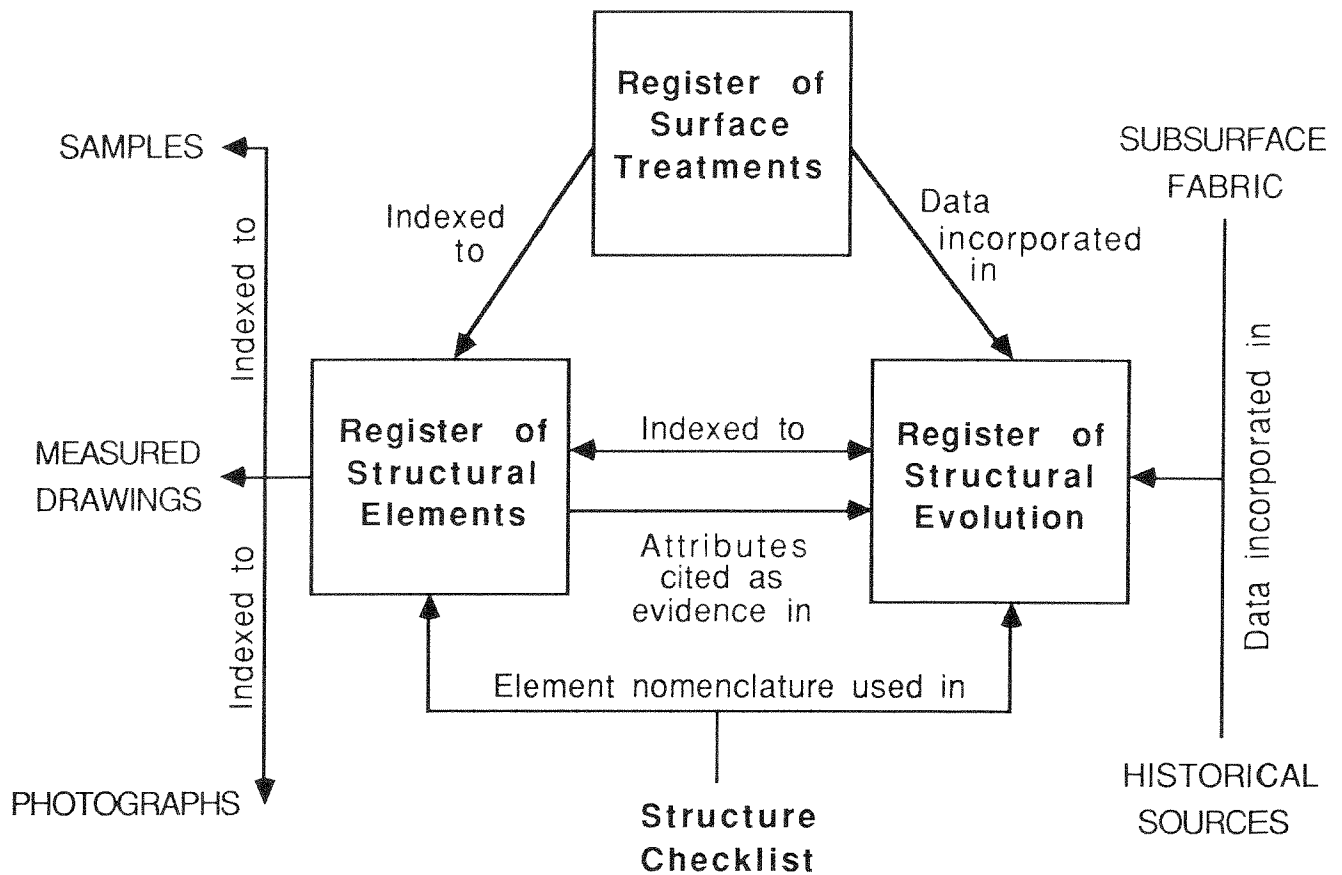 Register of
Surface
Treatments
SAMPLES
SUBSURFACE
FABRIC
Indexed
to
Data
incorporated
in
Indexed to
Register of
Structural
Elements
Indexed to
Register of
Structural
Evolution
Data incorporated in
MEASURED
DRAWINGS
Attributes
cited as
evidence in
Indexed to
Element nomenclature used in
PHOTOGRAPHS
Structure
Checklist
HISTORICAL
SOURCES